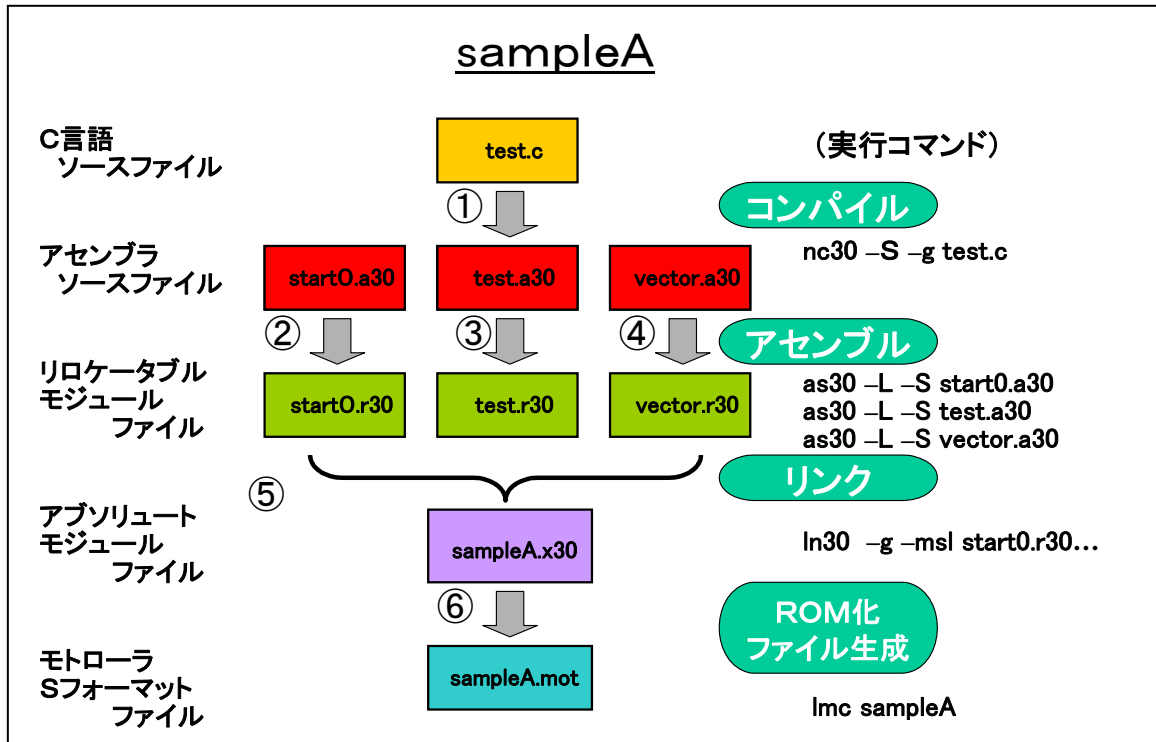 sampleA
C言語
ソースファイル
test.c
(実行コマンド)
①
コンパイル
nc30 –S –g test.c
アセンブラ
ソースファイル
startO.a30
test.a30
vector.a30
②
③
④
アセンブル
as30 –L –S start0.a30
as30 –L –S test.a30
as30 –L –S vector.a30
リロケータブル
モジュール
ファイル
startO.r30
test.r30
vector.r30
⑤
リンク
ln30 –g –msl start0.r30…
アブソリュート
モジュール
ファイル
sampleA.x30
⑥
ROM化
ファイル生成
lmc sampleA
モトローラ
Sフォーマット
ファイル
sampleA.mot